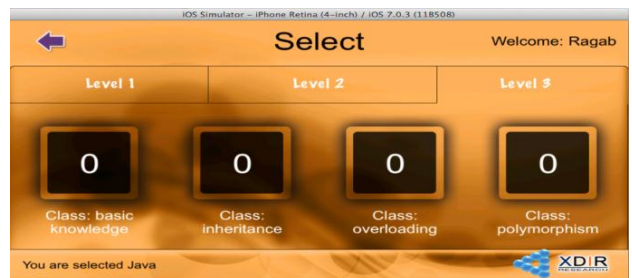 iOS Simulator – iPhone Retina (4-inch) / iOS 7.0.3 (11B508)
Select
Welcome: Ragab
Level 1
Level 2
Level 3
0
0
0
0
Class: basic
knowledge
Class:
inheritance
Class:
overloading
Class:
polymorphism
You are selected Java
XDIR
RESEARCH